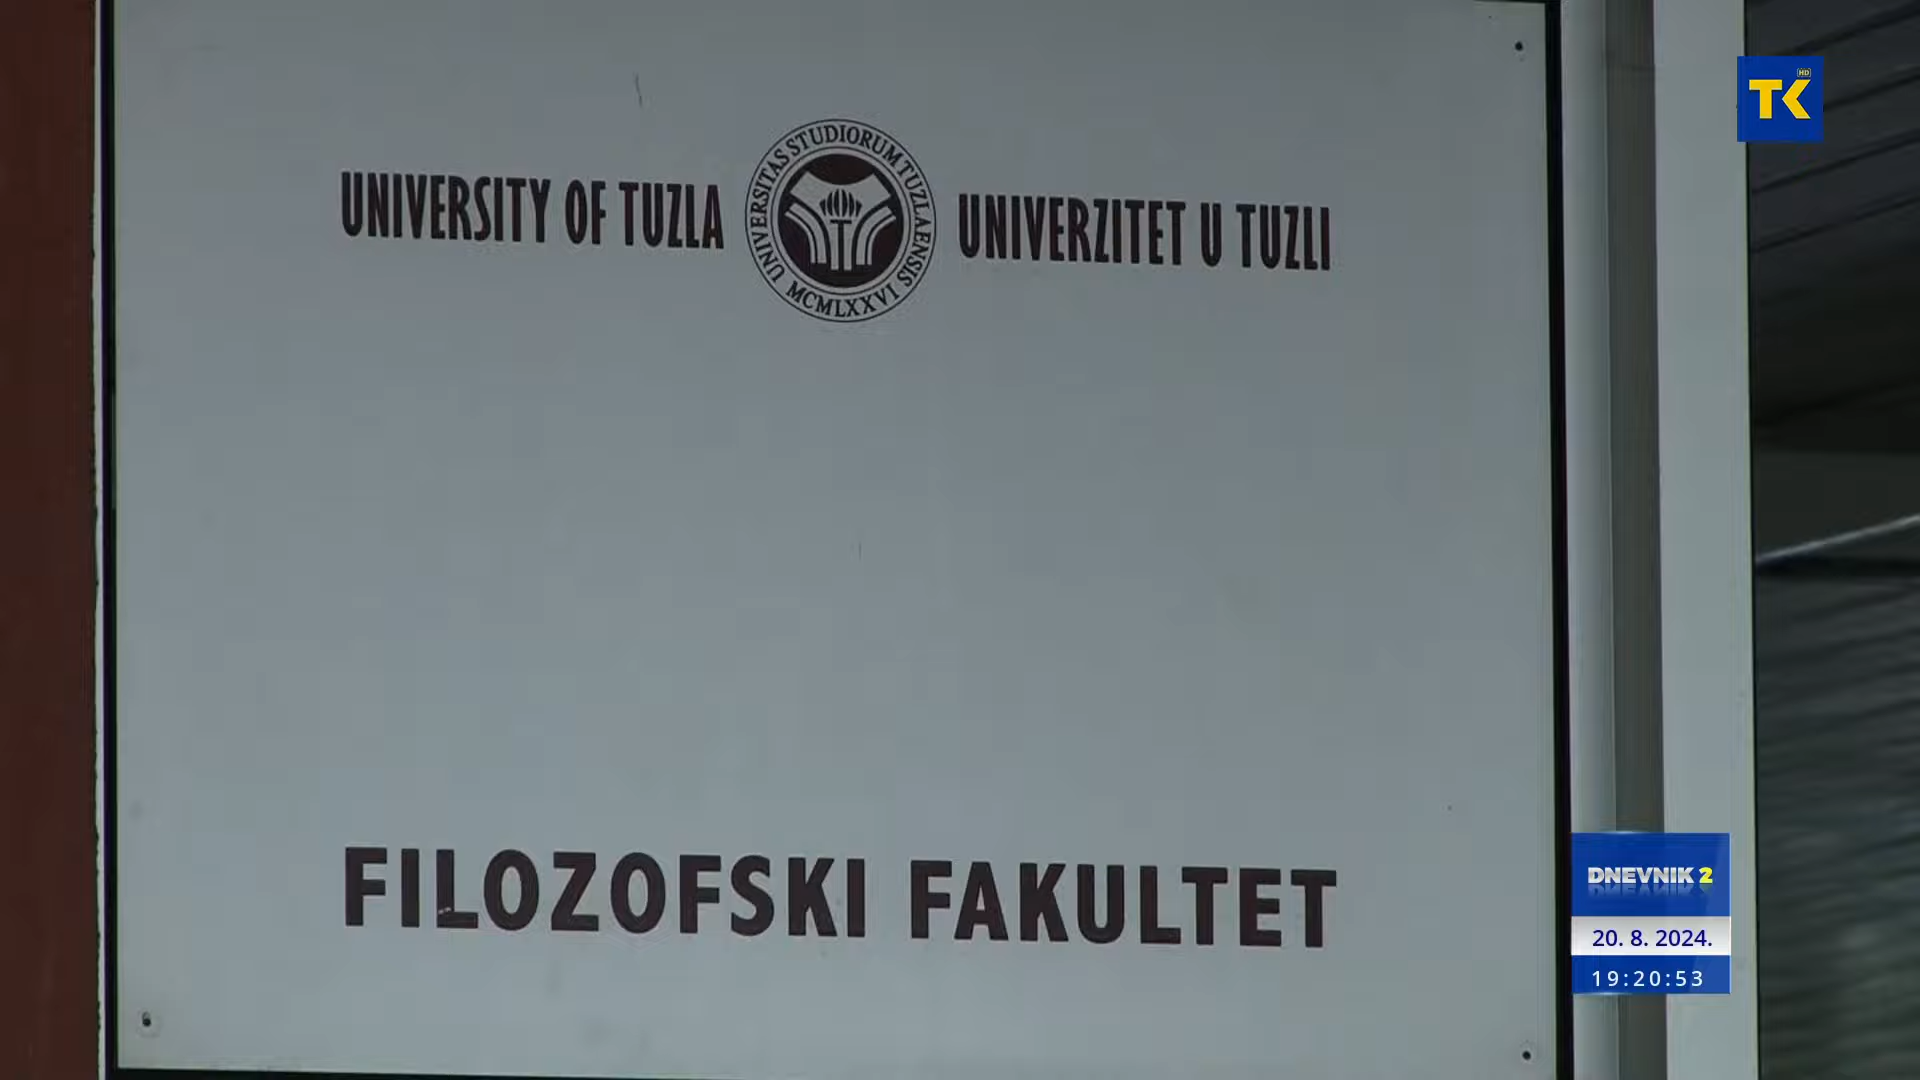 TK HD
UNIVERSITY OF TUZLA
UNIVERSITAS STUDIORUM TUZLAENSIS
MCMLXXVI
UNIVERZITET U TUZLI
FILOZOFSKI FAKULTET
DNEVNIK 2
20. 8. 2024.
19:20:53